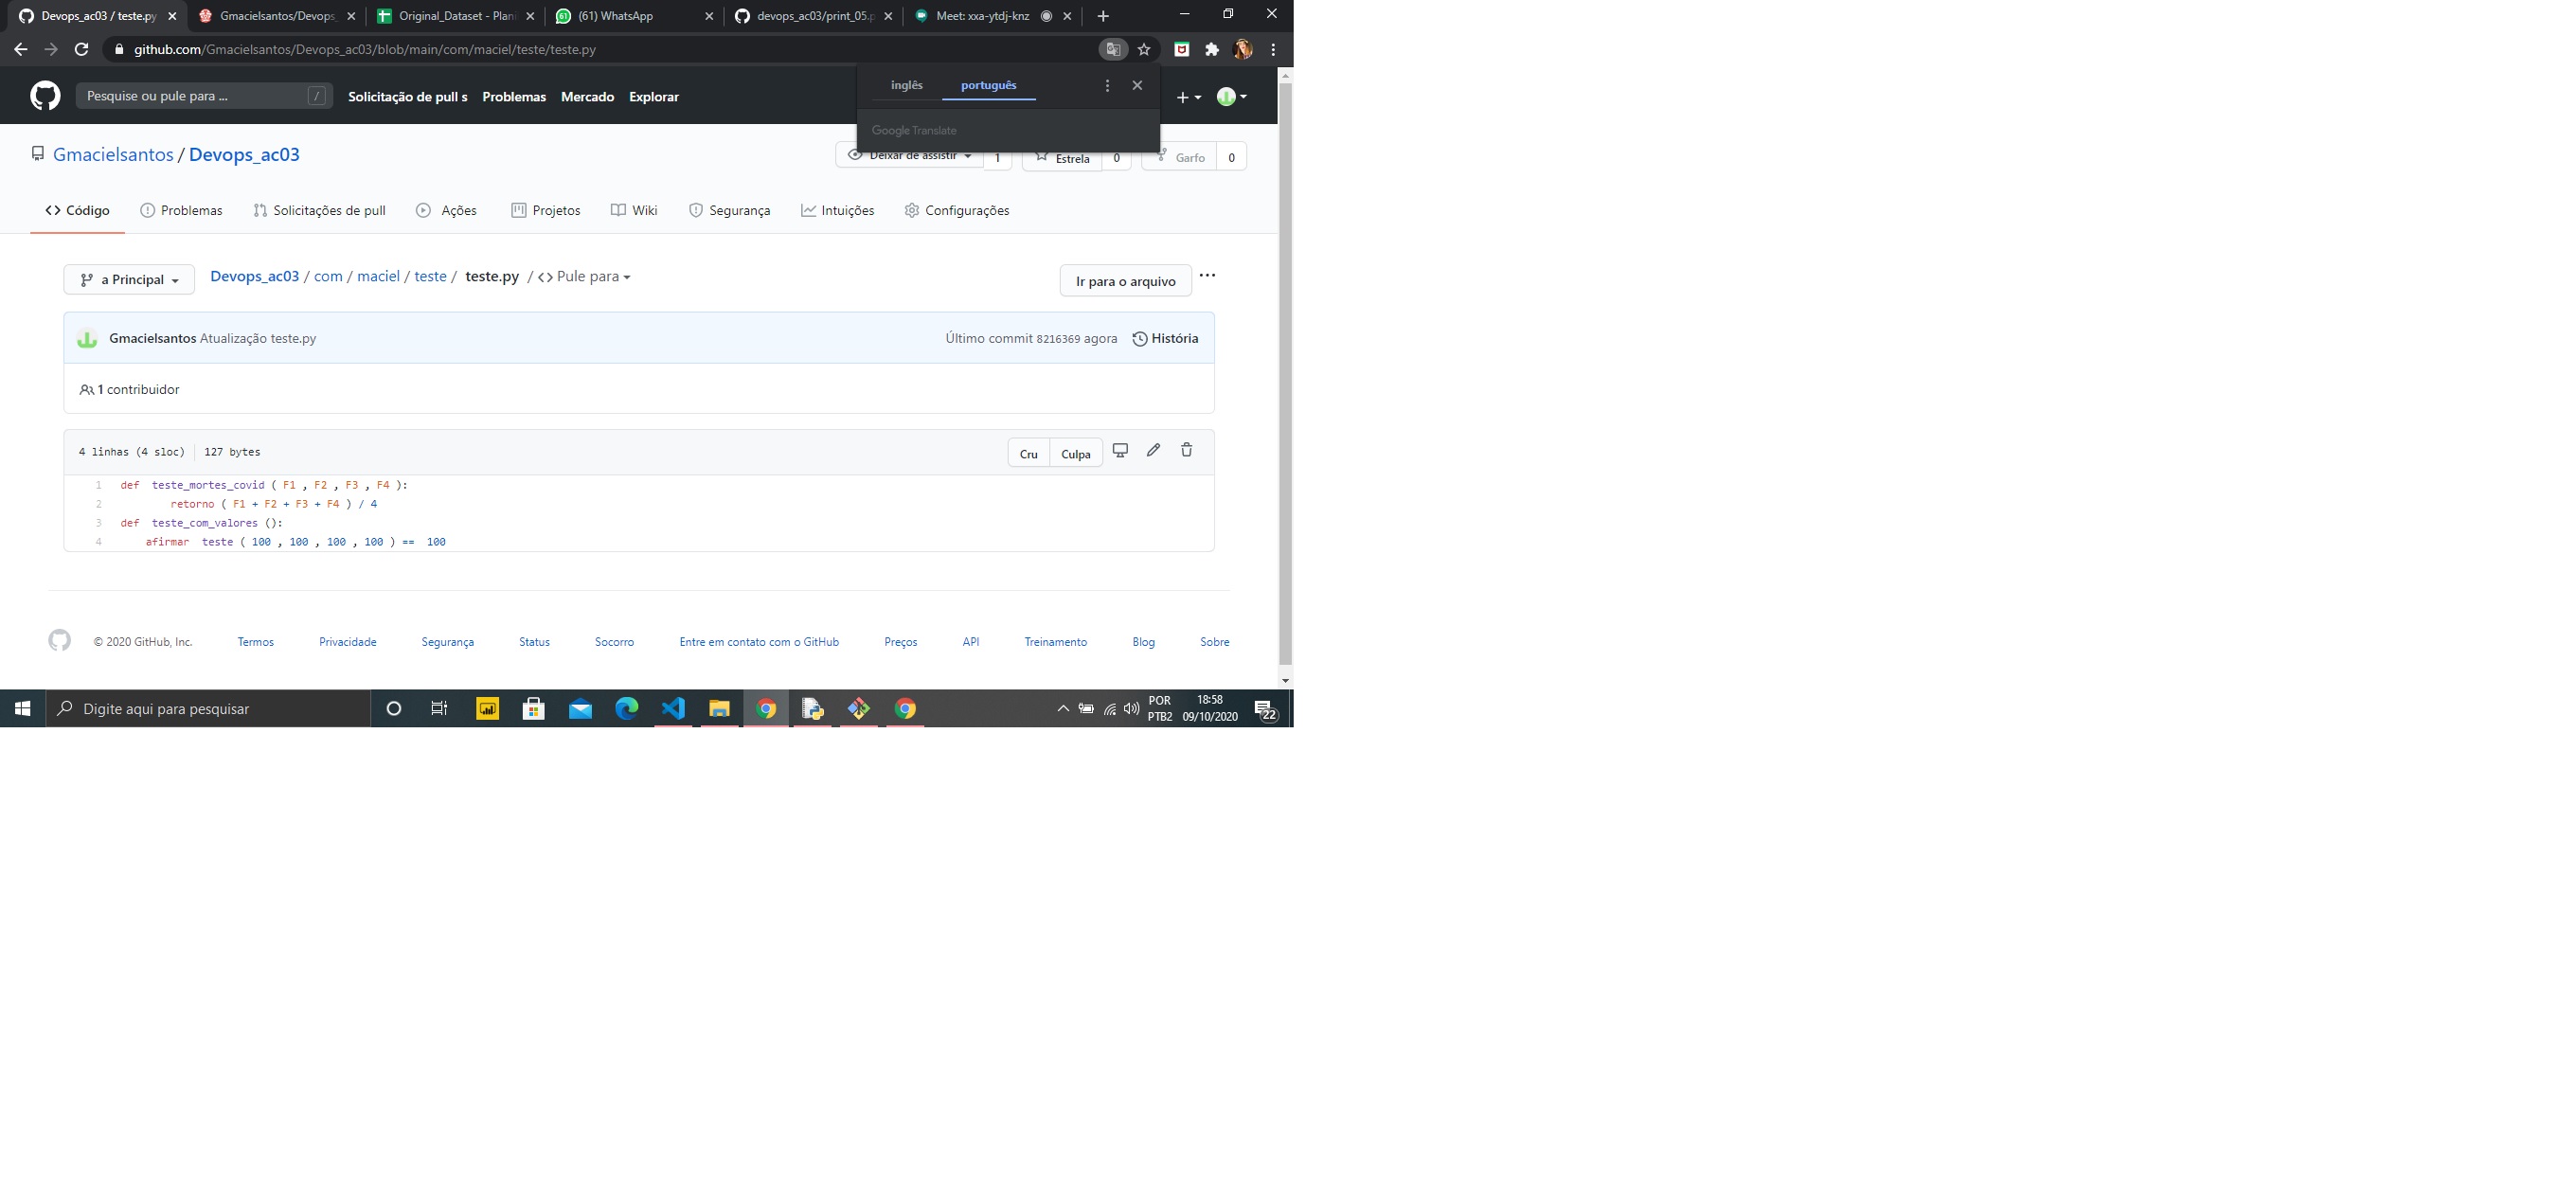 Devops_ac03 / teste.py
Gmacielsantos/Devops_
Original_Dataset - Plani
(61) WhatsApp
devops_ac03/print_05.p
Meet: xxa-ytdj-knz
github.com/Gmacielsantos/Devops_ac03/blob/main/com/maciel/teste/teste.py
inglês português
Google Translate
Pesquise ou pule para ... /
Solicitação de pull s Problemas Mercado Explorar
Gmacielsantos / Devops_ac03
Deixar de assistir 1 Estrela 0 Garfo 0
Código Problemas Solicitações de pull Ações Projetos Wiki Segurança Intuições Configurações
a Principal Devops_ac03 / com / maciel / teste / teste.py / <> Pule para
Ir para o arquivo ...
Gmacielsantos Atualização teste.py Último commit 8216369 agora História
1 contribuidor
4 linhas (4 sloc) 127 bytes Cru Culpa
1 def teste_mortes_covid ( F1 , F2 , F3 , F4 ):
2 retorno ( F1 + F2 + F3 + F4 ) / 4
3 def teste_com_valores ():
4 afirmar teste ( 100 , 100 , 100 , 100 ) == 100
© 2020 GitHub, Inc. Termos Privacidade Segurança Status Socorro Entre em contato com o GitHub Preços API Treinamento Blog Sobre
Digite aqui para pesquisar
POR
PTB2
18:58
09/10/2020
22